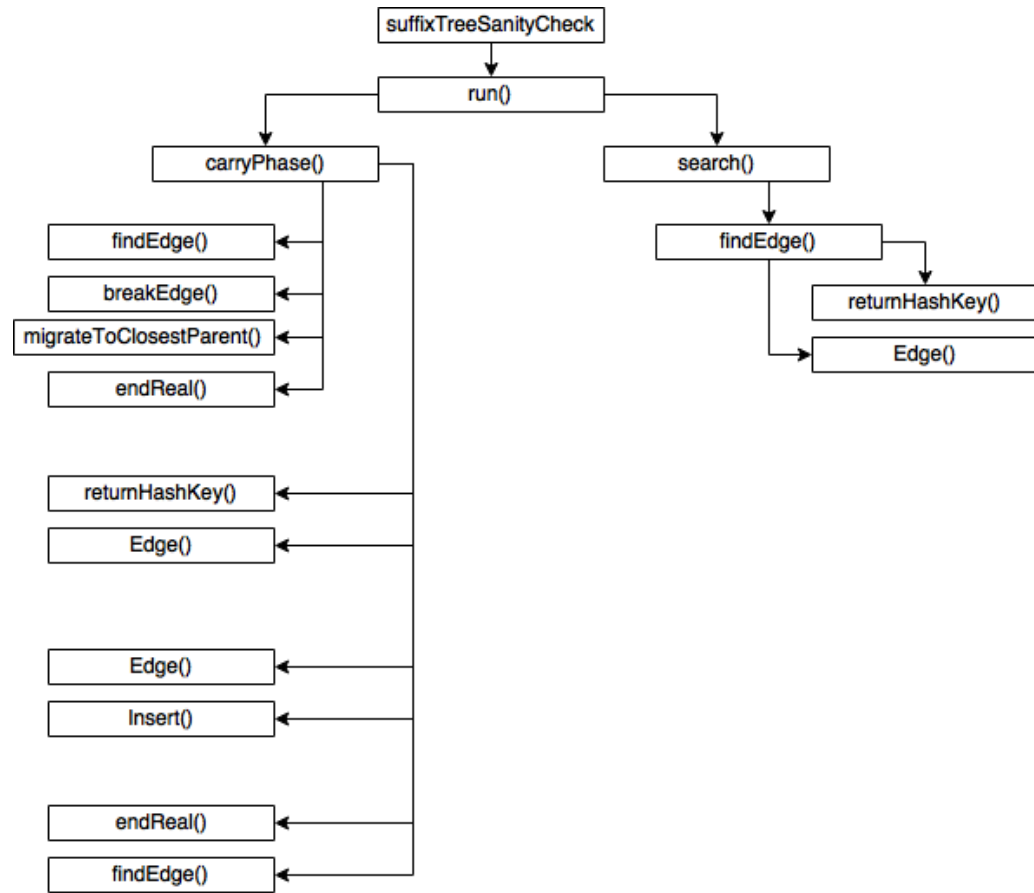 suffixTreeSanityCheck
run()
carryPhase()
search()
findEdge()
findEdge()
breakEdge()
returnHashKey()
migrateToClosestParent()
Edge()
endReal()
returnHashKey()
Edge()
Edge()
Insert()
endReal()
findEdge()